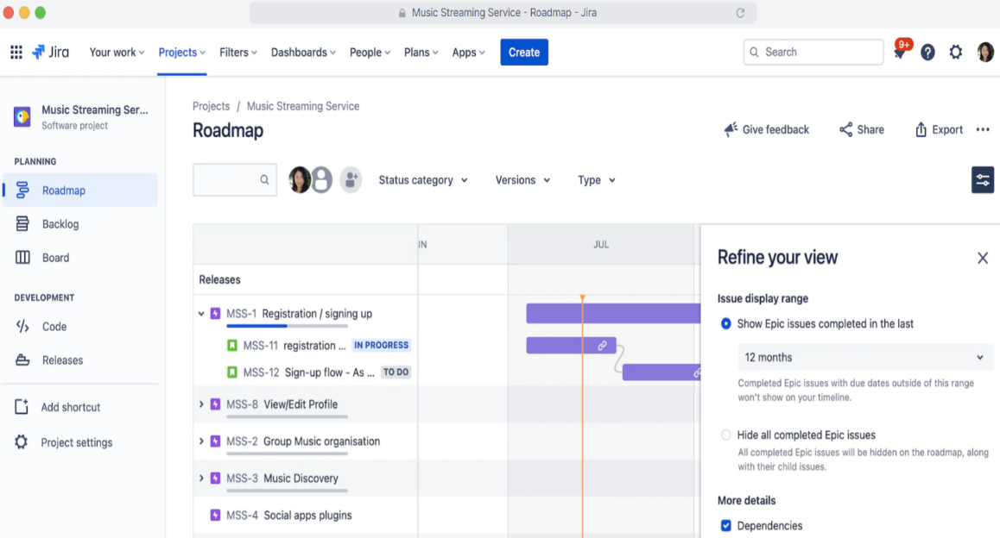 Music Streaming Service - Roadmap - Jira
Jira Your work Projects Filters Dashboards People Plans Apps Create Search 9+
Music Streaming Ser...
Software project
PLANNING
Roadmap
Backlog
Board
DEVELOPMENT
Code
Releases
Add shortcut
Project settings
Projects / Music Streaming Service
Roadmap
Give feedback Share Export
Status category Versions Type
UN JUL
Releases
MSS-1 Registration / signing up
MSS-11 registration ... IN PROGRESS
MSS-12 Sign-up flow - As ... TO DO
MSS-8 View/Edit Profile
MSS-2 Group Music organisation
MSS-3 Music Discovery
MSS-4 Social apps plugins
Refine your view
Issue display range
Show Epic issues completed in the last
12 months
Completed Epic issues with due dates outside of this range
won't show on your timeline.
Hide all completed Epic issues
All completed Epic issues will be hidden on the roadmap, along
with their child issues.
More details
Dependencies